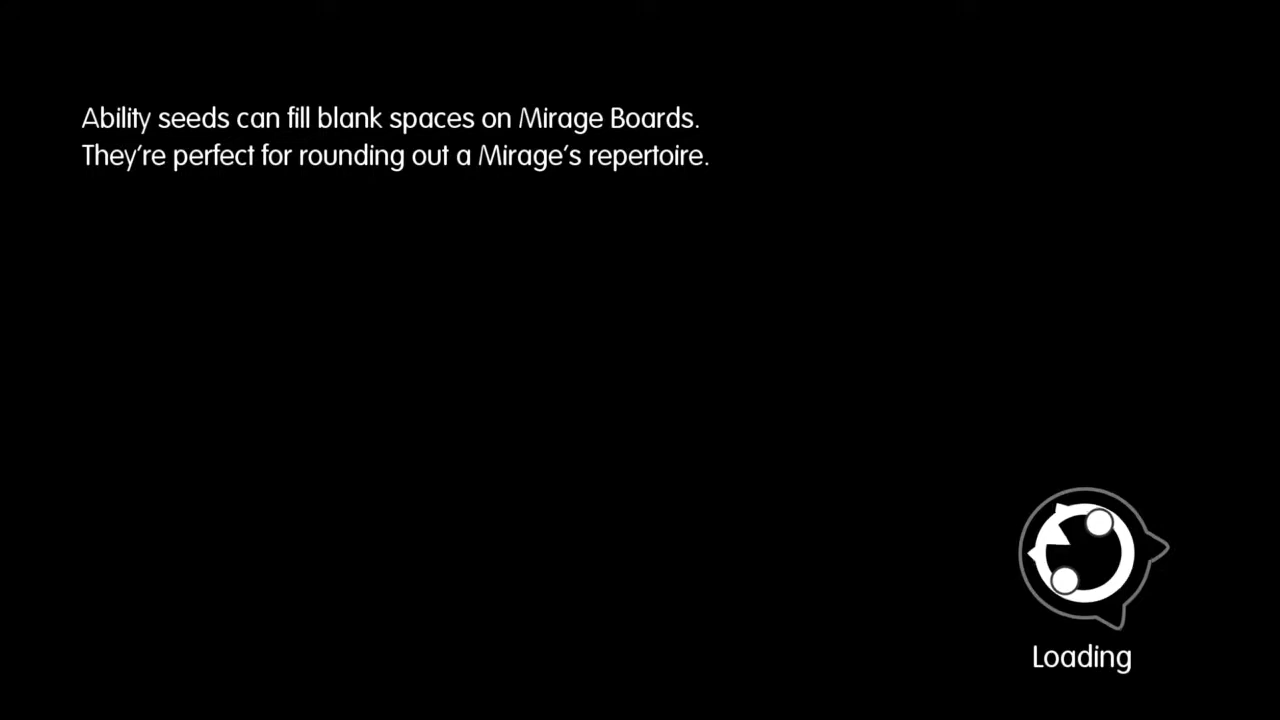 Ability seeds can fill blank spaces on Mirage Boards.
They're perfect for rounding out a Mirage's repertoire.
Loading